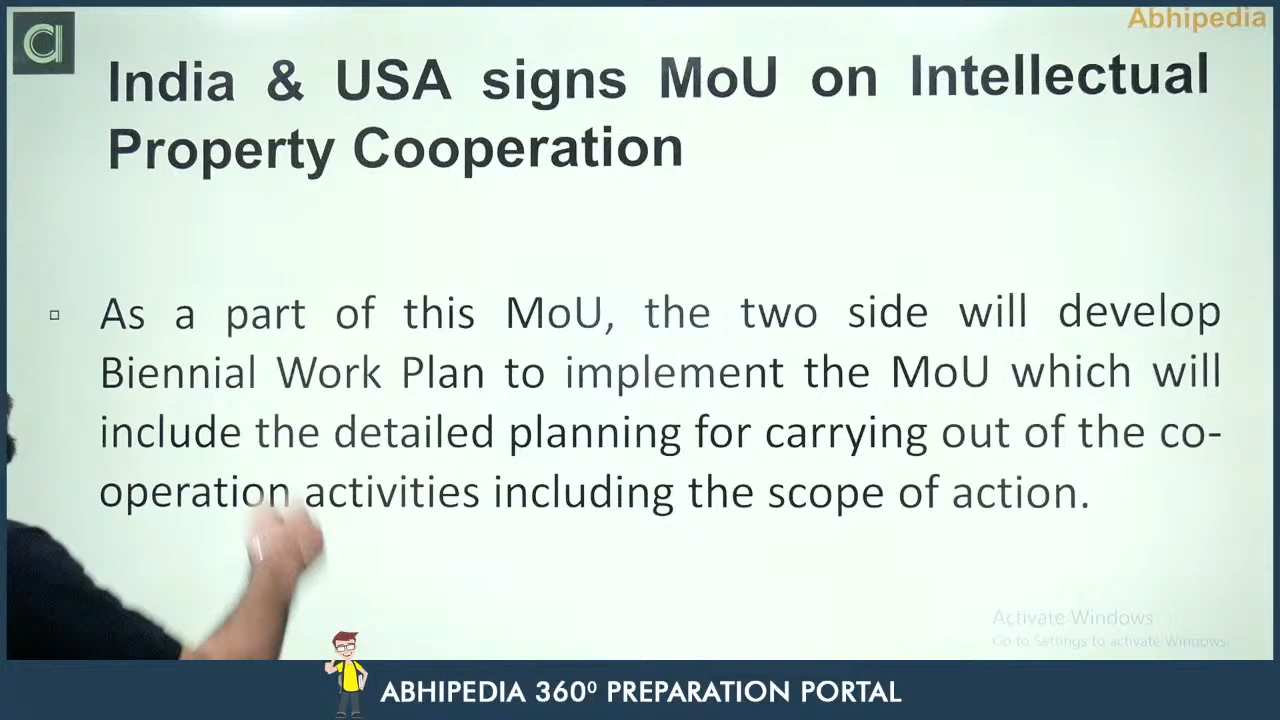 Abhipedia
India & USA signs MoU on Intellectual
Property Cooperation
▫ As a part of this MoU, the two side will develop
Biennial Work Plan to implement the MoU which will
include the detailed planning for carrying out of the co-
operation activities including the scope of action.
Activate Windows
Go to Settings to activate Windows.
ABHIPEDIA 360⁰ PREPARATION PORTAL